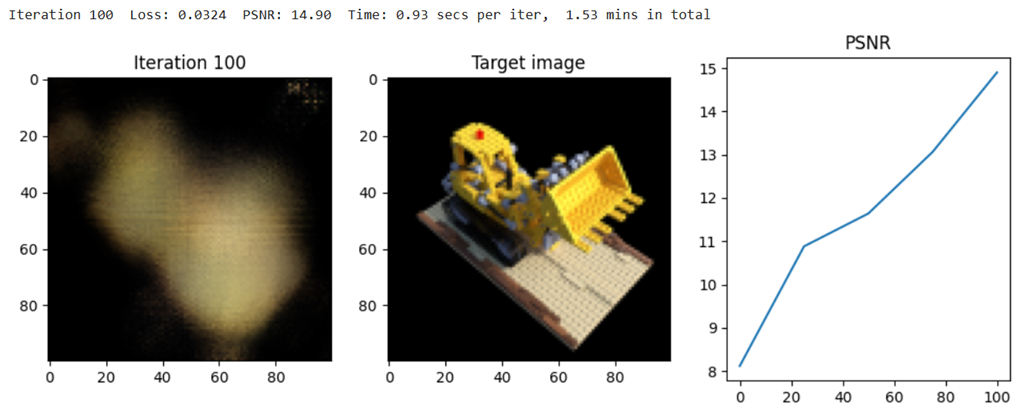 Iteration 100  Loss: 0.0324  PSNR: 14.90  Time: 0.93 secs per iter,  1.53 mins in total
Iteration 100
0
20
40
60
80
0 20 40 60 80
Target image
0
20
40
60
80
0 20 40 60 80
PSNR
15
14
13
12
11
10
9
8
0 20 40 60 80 100